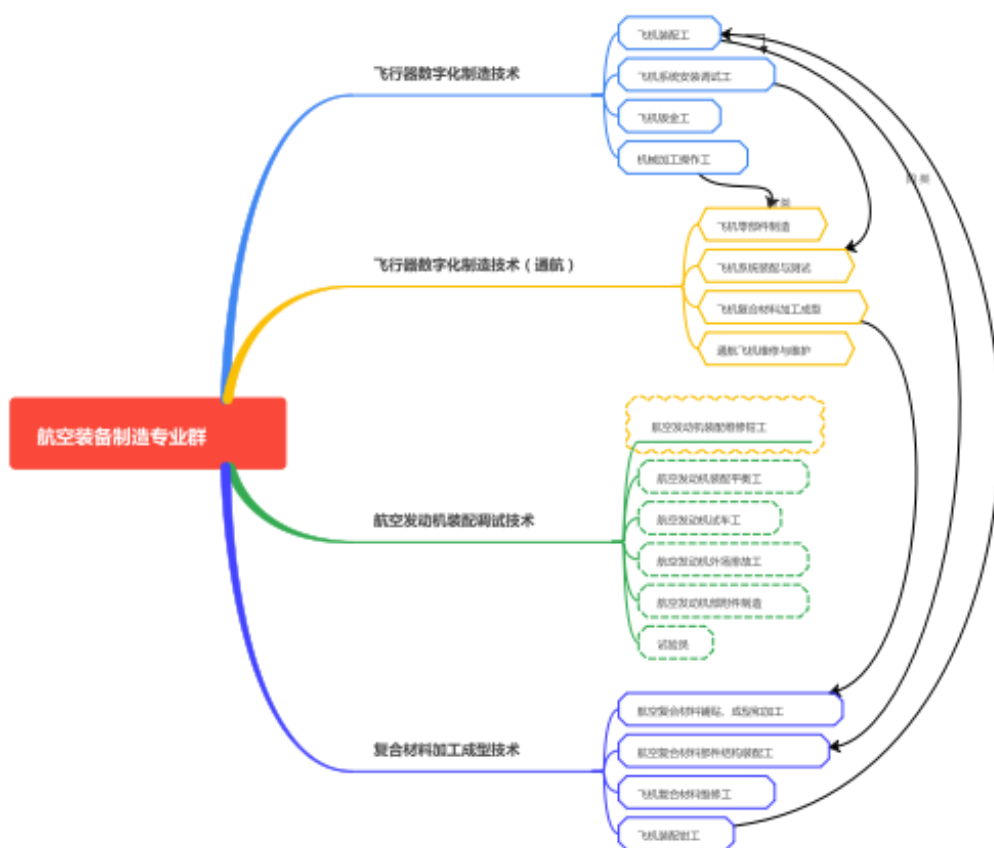 飞机装配工
飞行器数字化制造技术
飞机系统安装调试工
飞机钣金工
机械加工操作工
类
飞机零部件制造
飞行器数字化制造技术（通航）
飞机系统装配与测试
飞机复合材料加工成型
通航飞机维修与维护
航空装备制造专业群
航空发动机装配维修钳工
航空发动机装配平衡工
航空发动机装配调试技术
航空发动机试车工
航空发动机外场排故工
航空发动机部附件制造
试验员
航空复合材料铺贴、成型和加工
复合材料加工成型技术
航空复合材料部件结构装配工
飞机复合材料维修工
飞机装配钳工